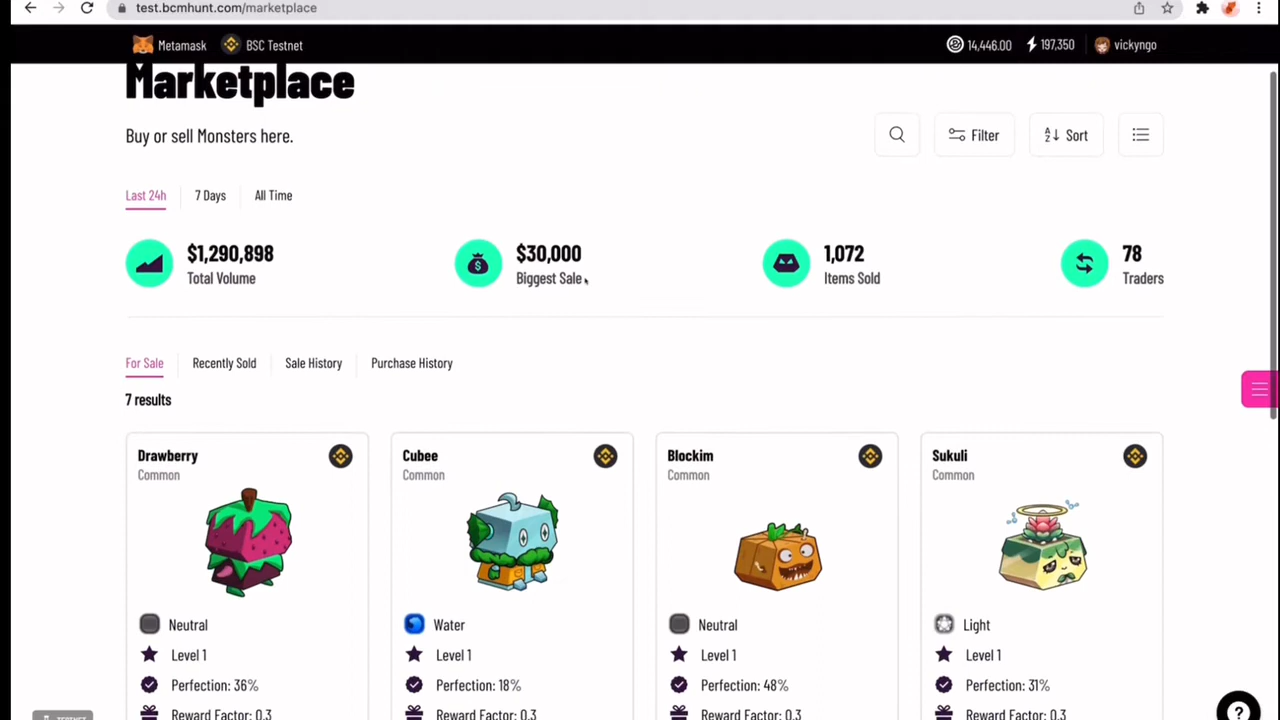 test.bcmhunt.com/marketplace
Metamask BSC Testnet 14,446.00 197,350 vickyngo
Marketplace
Buy or sell Monsters here.
Filter Sort
Last 24h 7 Days All Time
$1,290,898 $30,000 1,072 78
Total Volume Biggest Sale Items Sold Traders
For Sale Recently Sold Sale History Purchase History
7 results
Drawberry Cubee Blockim Sukuli
Common Common Common Common
Neutral Water Neutral Light
Level 1 Level 1 Level 1 Level 1
Perfection: 36% Perfection: 18% Perfection: 48% Perfection: 31%
Reward Factor: 0.3 Reward Factor: 0.3 Reward Factor: 0.3 Reward Factor: 0.3
TESTNET